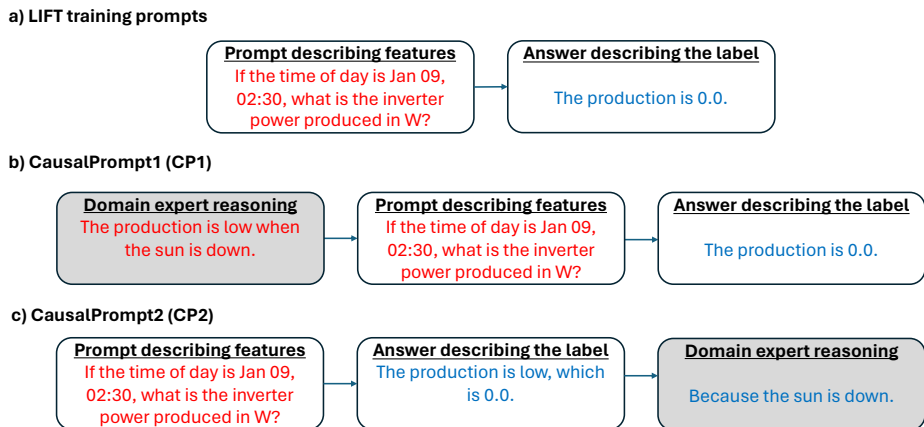 a) LIFT training prompts
Prompt describing features
If the time of day is Jan 09,
02:30, what is the inverter
power produced in W?
Answer describing the label
The production is 0.0.
b) CausalPrompt1 (CP1)
Domain expert reasoning
The production is low when
the sun is down.
Prompt describing features
If the time of day is Jan 09,
02:30, what is the inverter
power produced in W?
Answer describing the label
The production is 0.0.
c) CausalPrompt2 (CP2)
Prompt describing features
If the time of day is Jan 09,
02:30, what is the inverter
power produced in W?
Answer describing the label
The production is low, which
is 0.0.
Domain expert reasoning
Because the sun is down.